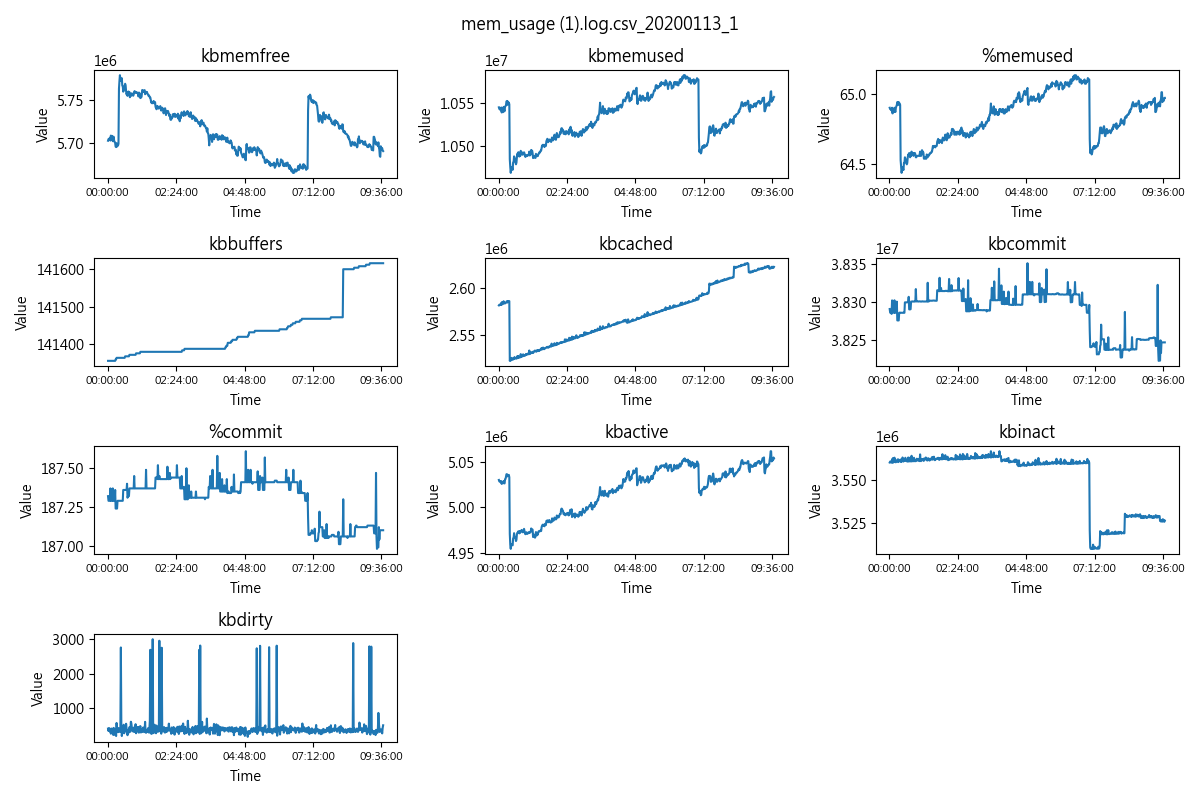 mem_usage (1).log.csv_20200113_1
kbmemfree
1e6
5.75
5.70
Value
00:00:00 02:24:00 04:48:00 07:12:00 09:36:00
Time
kbmemused
1e7
1.055
1.050
Value
00:00:00 02:24:00 04:48:00 07:12:00 09:36:00
Time
%memused
65.0
64.5
Value
00:00:00 02:24:00 04:48:00 07:12:00 09:36:00
Time
kbbuffers
141600
141500
141400
Value
00:00:00 02:24:00 04:48:00 07:12:00 09:36:00
Time
kbcached
1e6
2.60
2.55
Value
00:00:00 02:24:00 04:48:00 07:12:00 09:36:00
Time
kbcommit
1e7
3.835
3.830
3.825
Value
00:00:00 02:24:00 04:48:00 07:12:00 09:36:00
Time
%commit
187.50
187.25
187.00
Value
00:00:00 02:24:00 04:48:00 07:12:00 09:36:00
Time
kbactive
1e6
5.05
5.00
4.95
Value
00:00:00 02:24:00 04:48:00 07:12:00 09:36:00
Time
kbinact
1e6
3.550
3.525
Value
00:00:00 02:24:00 04:48:00 07:12:00 09:36:00
Time
kbdirty
3000
2000
1000
Value
00:00:00 02:24:00 04:48:00 07:12:00 09:36:00
Time